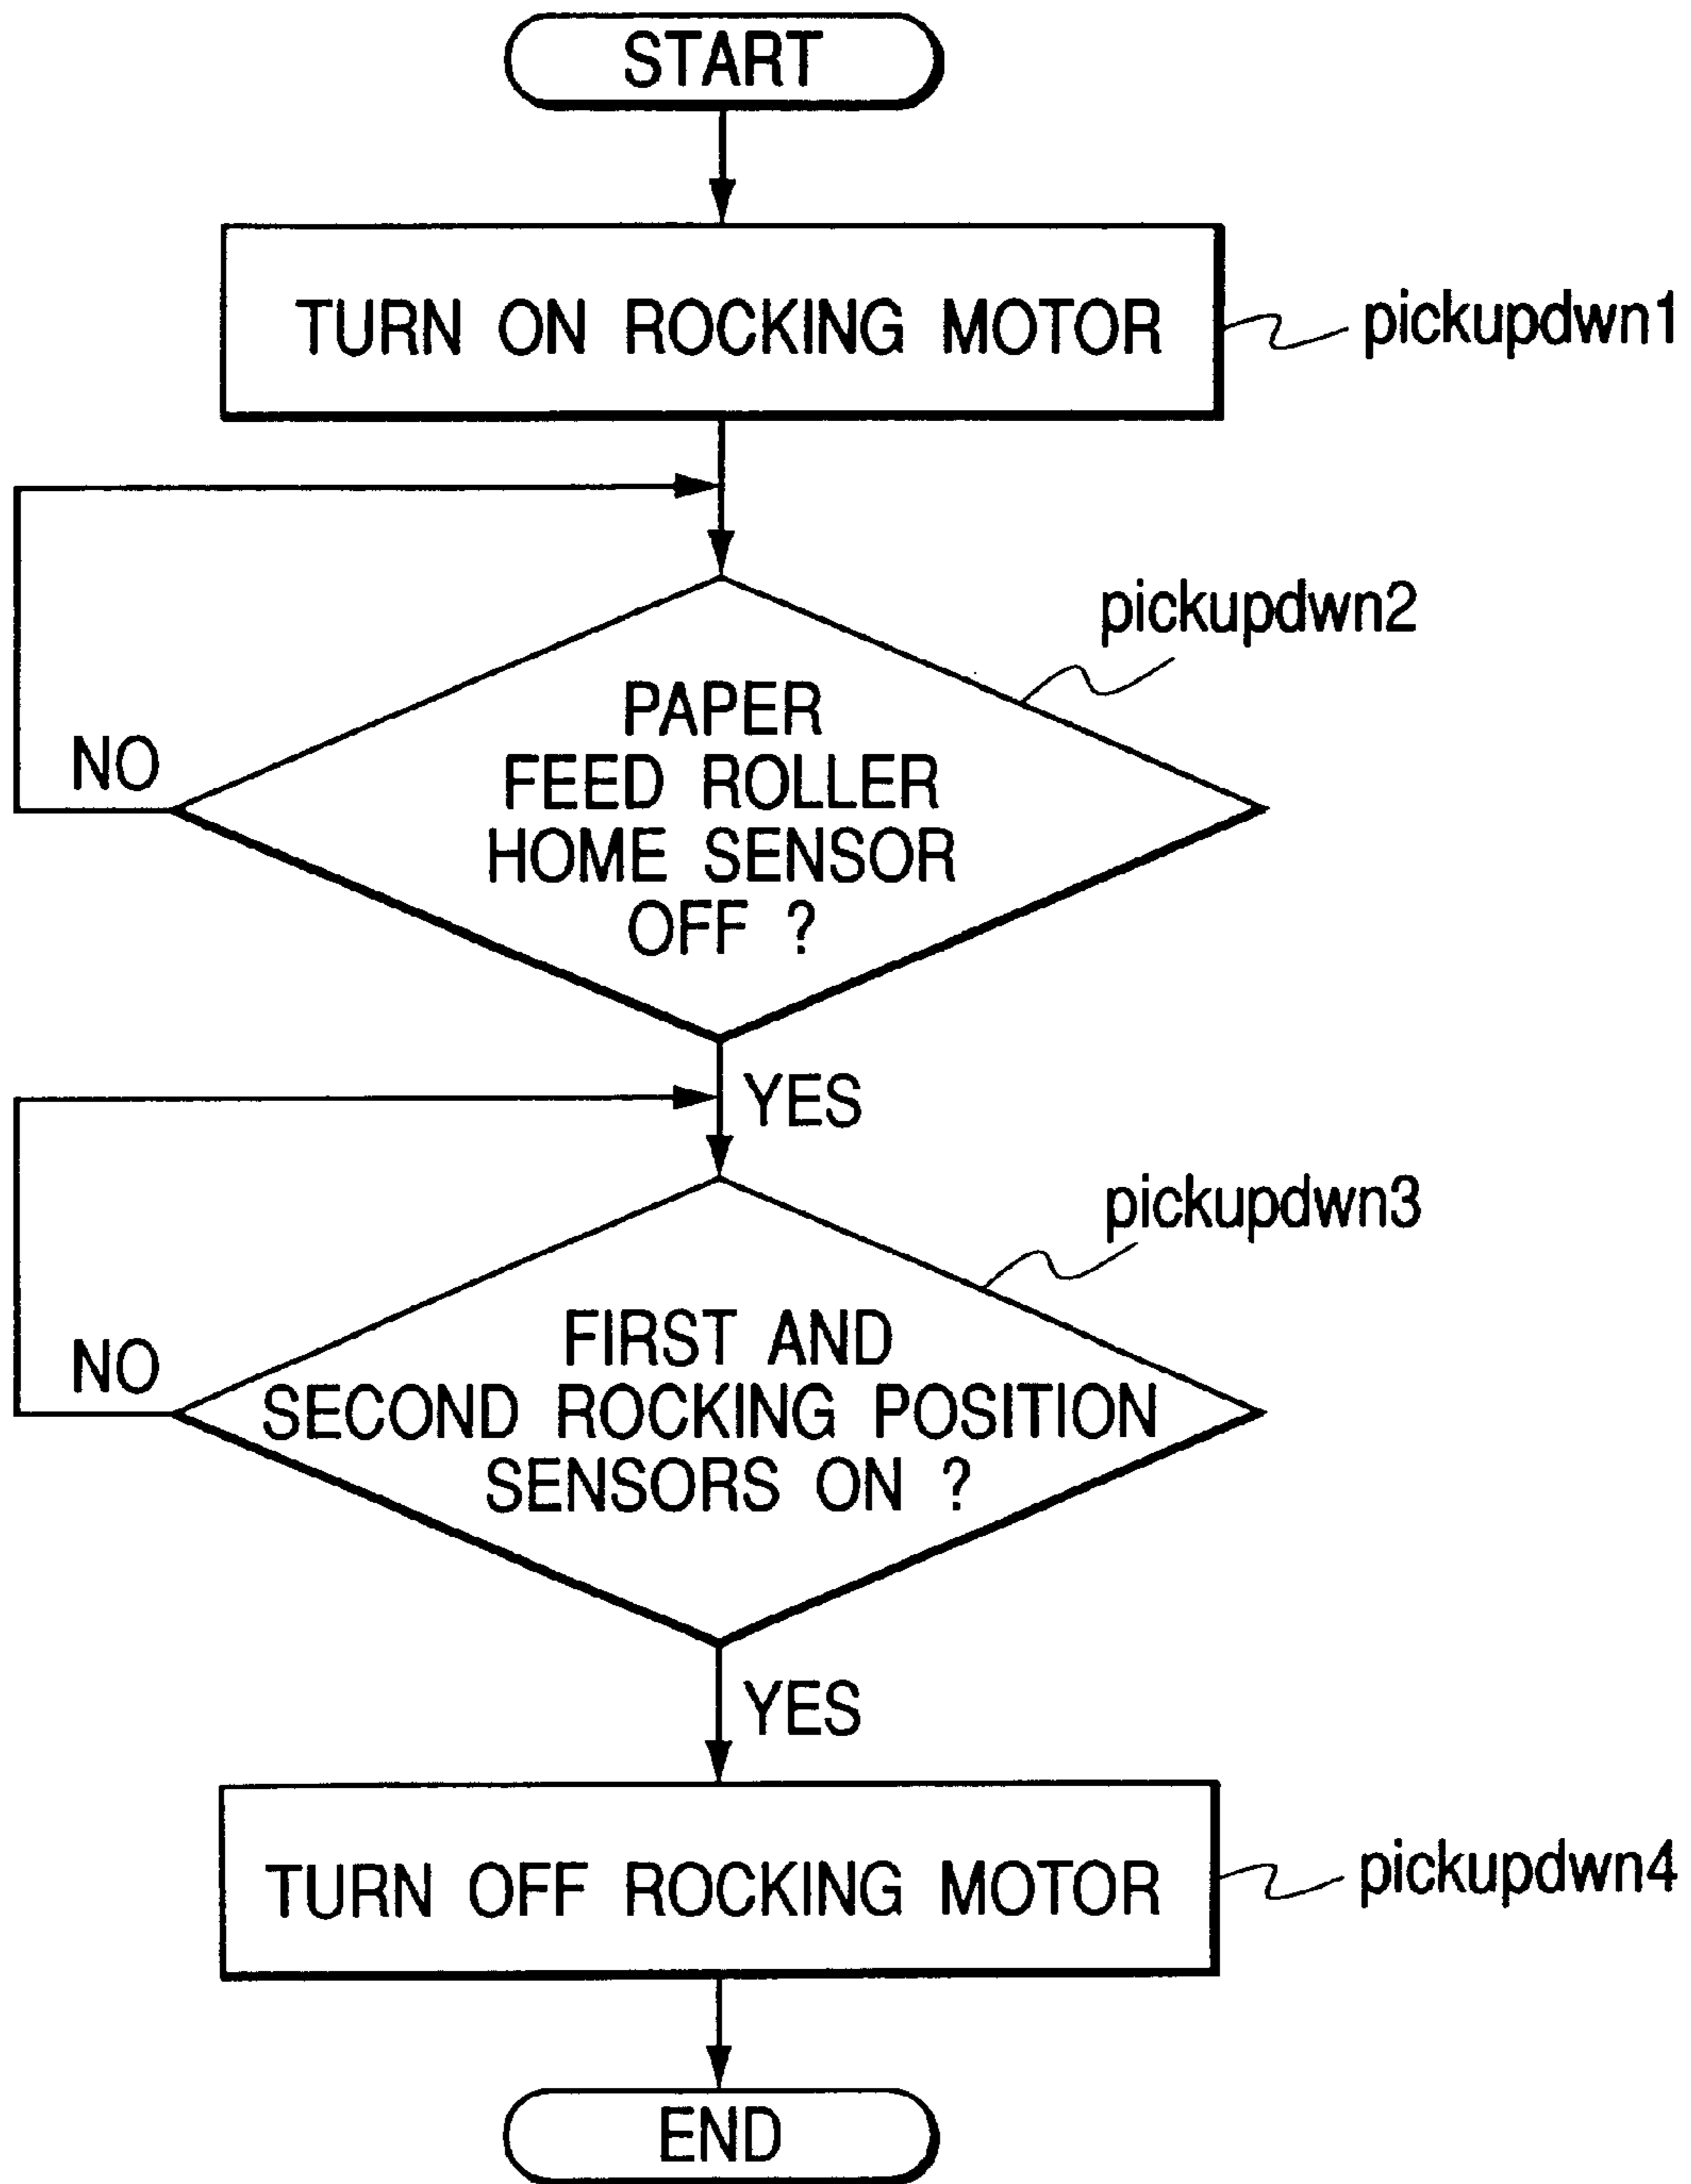 START
TURN ON ROCKING MOTOR
pickupdwn1
pickupdwn2
PAPER
FEED ROLLER
HOME SENSOR
OFF ?
NO
YES
pickupdwn3
FIRST AND
SECOND ROCKING POSITION
SENSORS ON ?
NO
YES
TURN OFF ROCKING MOTOR
pickupdwn4
END